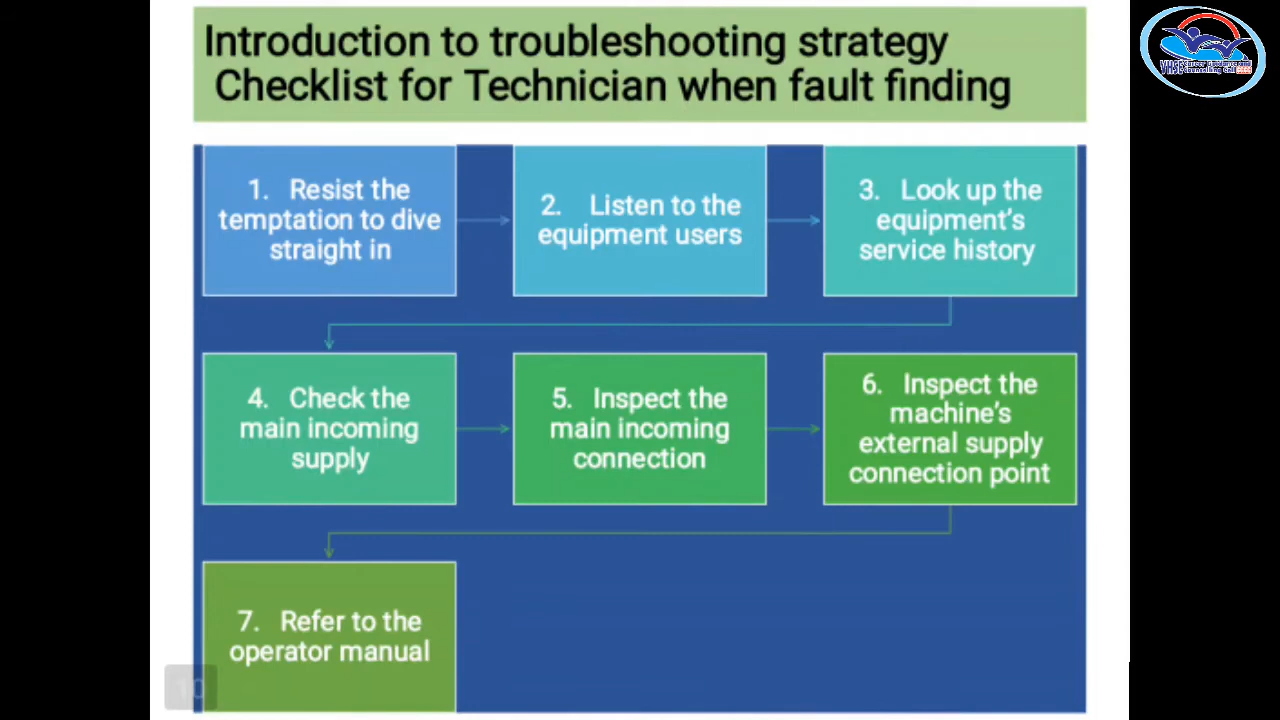 Introduction to troubleshooting strategy
Checklist for Technician when fault finding
1. Resist the
temptation to dive
straight in
2. Listen to the
equipment users
3. Look up the
equipment’s
service history
4. Check the
main incoming
supply
5. Inspect the
main incoming
connection
6. Inspect the
machine’s
external supply
connection point
7. Refer to the
operator manual
10
VHSE